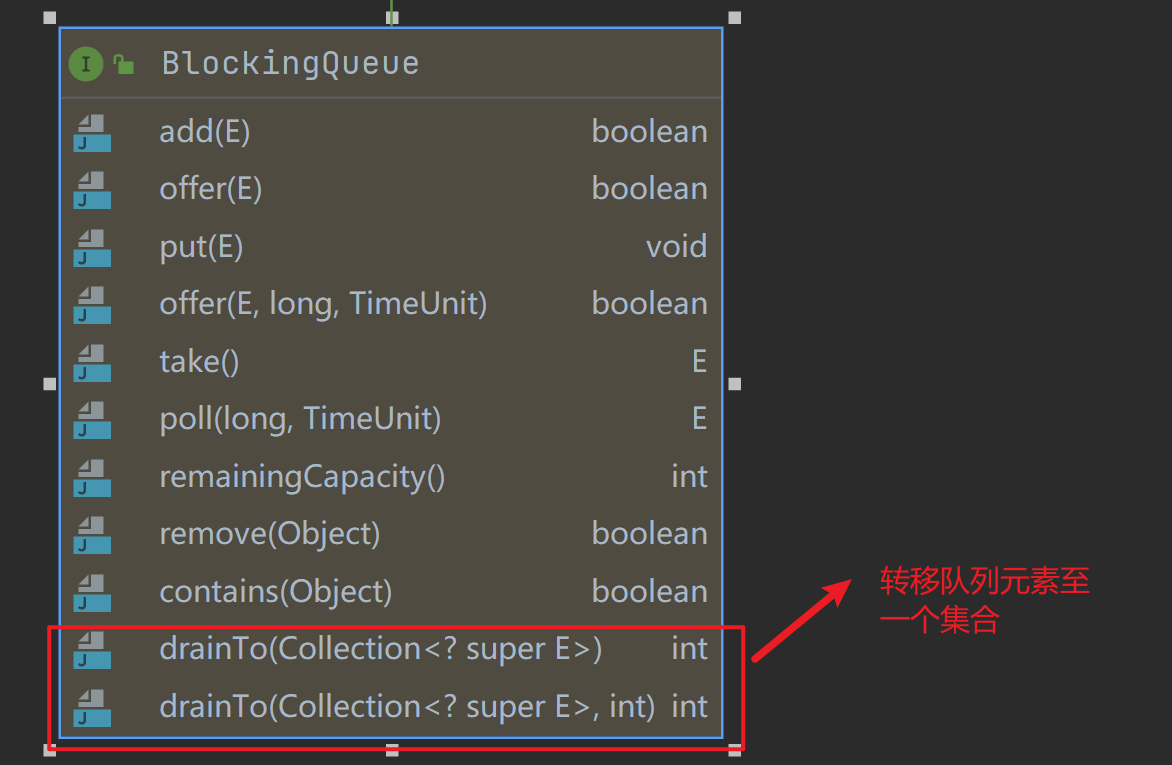 I BlockingQueue
J add(E) boolean
J offer(E) boolean
J put(E) void
J offer(E, long, TimeUnit) boolean
J take() E
J poll(long, TimeUnit) E
J remainingCapacity() int
J remove(Object) boolean
J contains(Object) boolean
J drainTo(Collection<? super E>) int
J drainTo(Collection<? super E>, int) int
转移队列元素至
一个集合